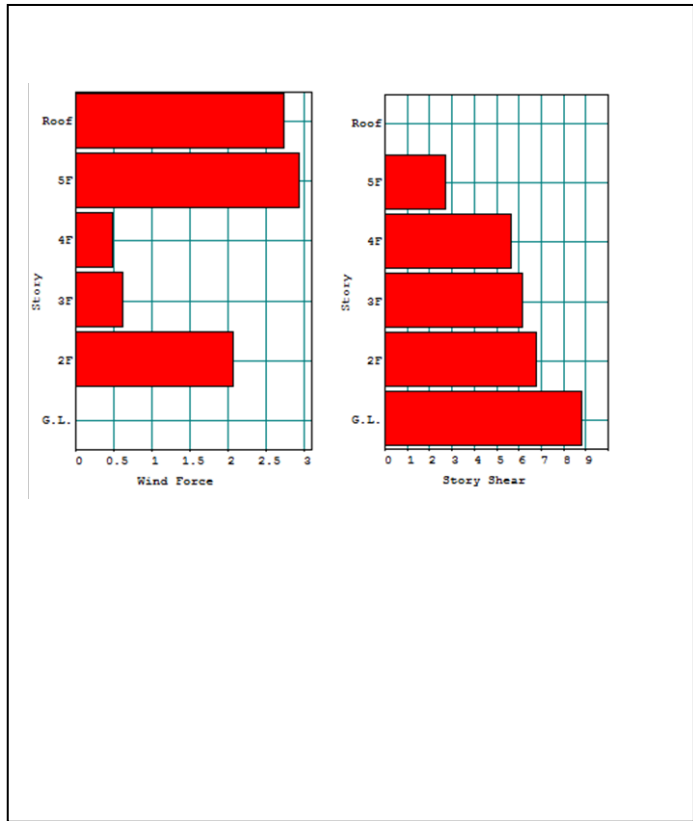 Roof
5F
4F
3F
2F
G.L.
Story
0 0.5 1 1.5 2 2.5 3
Wind Force
Roof
5F
4F
3F
2F
G.L.
Story
0 1 2 3 4 5 6 7 8 9
Story Shear